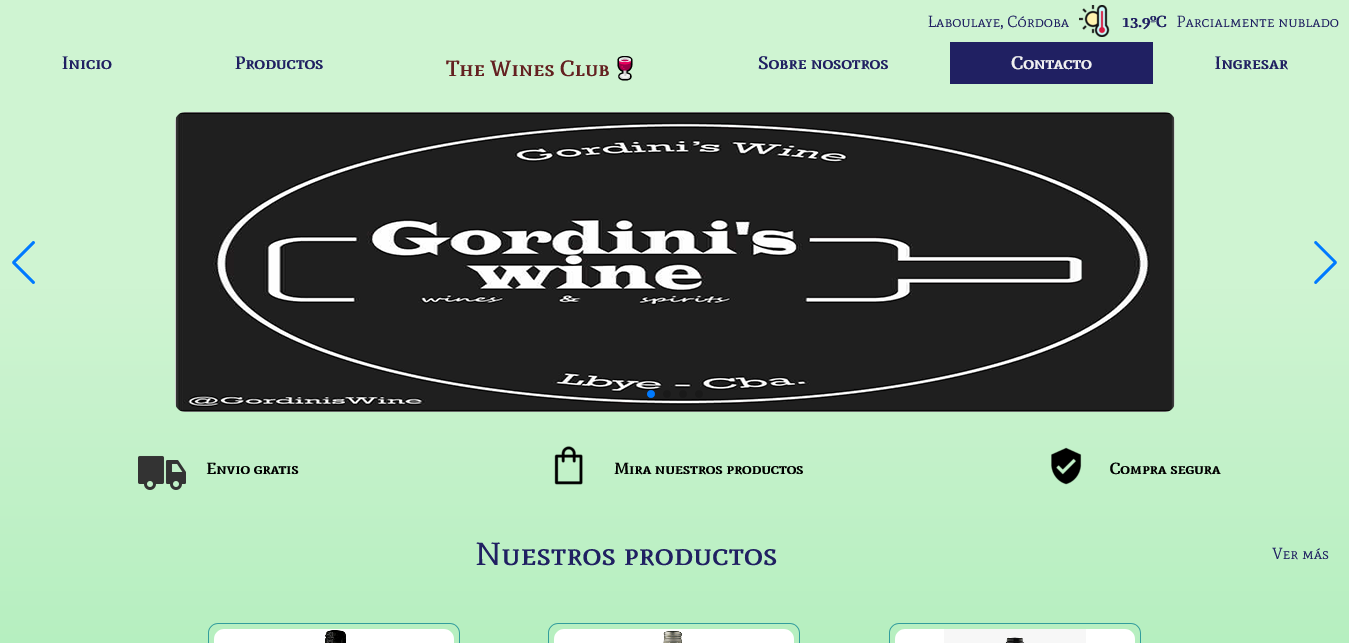 Laboulaye, Córdoba 13.9ºC Parcialmente nublado
Inicio Productos The Wines Club Sobre nosotros Contacto Ingresar
Gordini's Wine
Gordini's
wine
wines & spirits
Lbye - Cba.
@GordinisWine
Envio gratis Mira nuestros productos Compra segura
Nuestros productos Ver más